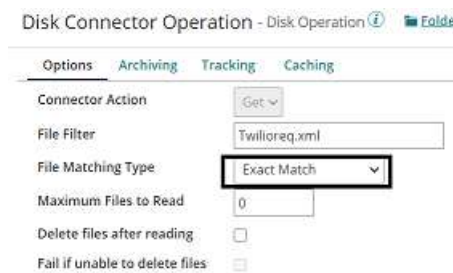 Disk Connector Operation - Disk Operation i Folde
Options Archiving Tracking Caching
Connector Action Get
File Filter Twilioreq.xml
File Matching Type Exact Match
Maximum Files to Read 0
Delete files after reading
Fail if unable to delete files